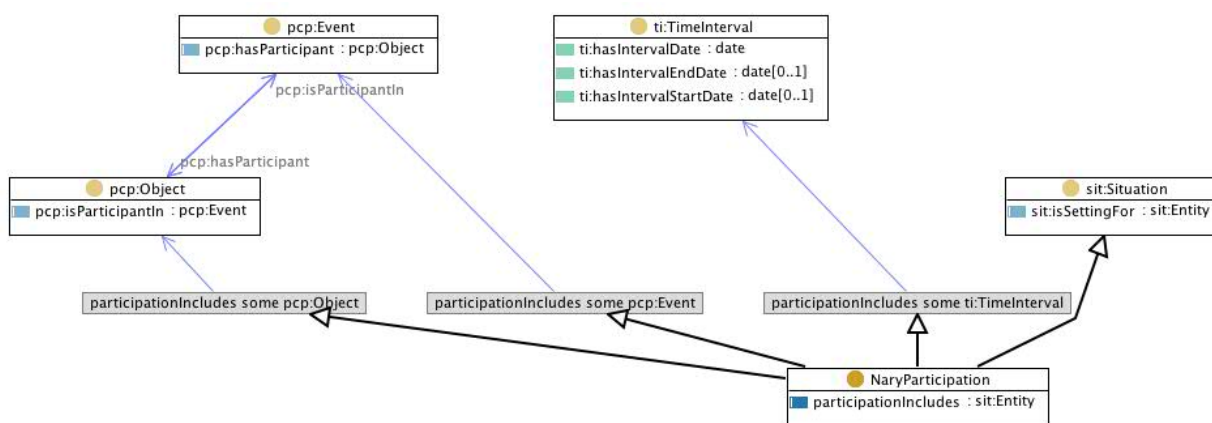 pcp:Event
pcp:hasParticipant : pcp:Object
ti:TimeInterval
ti:hasIntervalDate : date
ti:hasIntervalEndDate : date[0..1]
ti:hasIntervalStartDate : date[0..1]
pcp:isParticipantIn
pcp:hasParticipant
pcp:Object
pcp:isParticipantIn : pcp:Event
sit:Situation
sit:isSettingFor : sit:Entity
participationIncludes some pcp:Object
participationIncludes some pcp:Event
participationIncludes some ti:TimeInterval
NaryParticipation
participationIncludes : sit:Entity